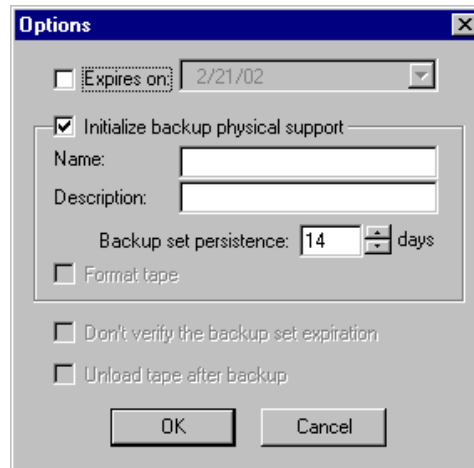 Options
Expires on: 2/21/02
Initialize backup physical support
Name:
Description:
Backup set persistence: 14 days
Format tape
Don't verify the backup set expiration
Unload tape after backup
OK Cancel